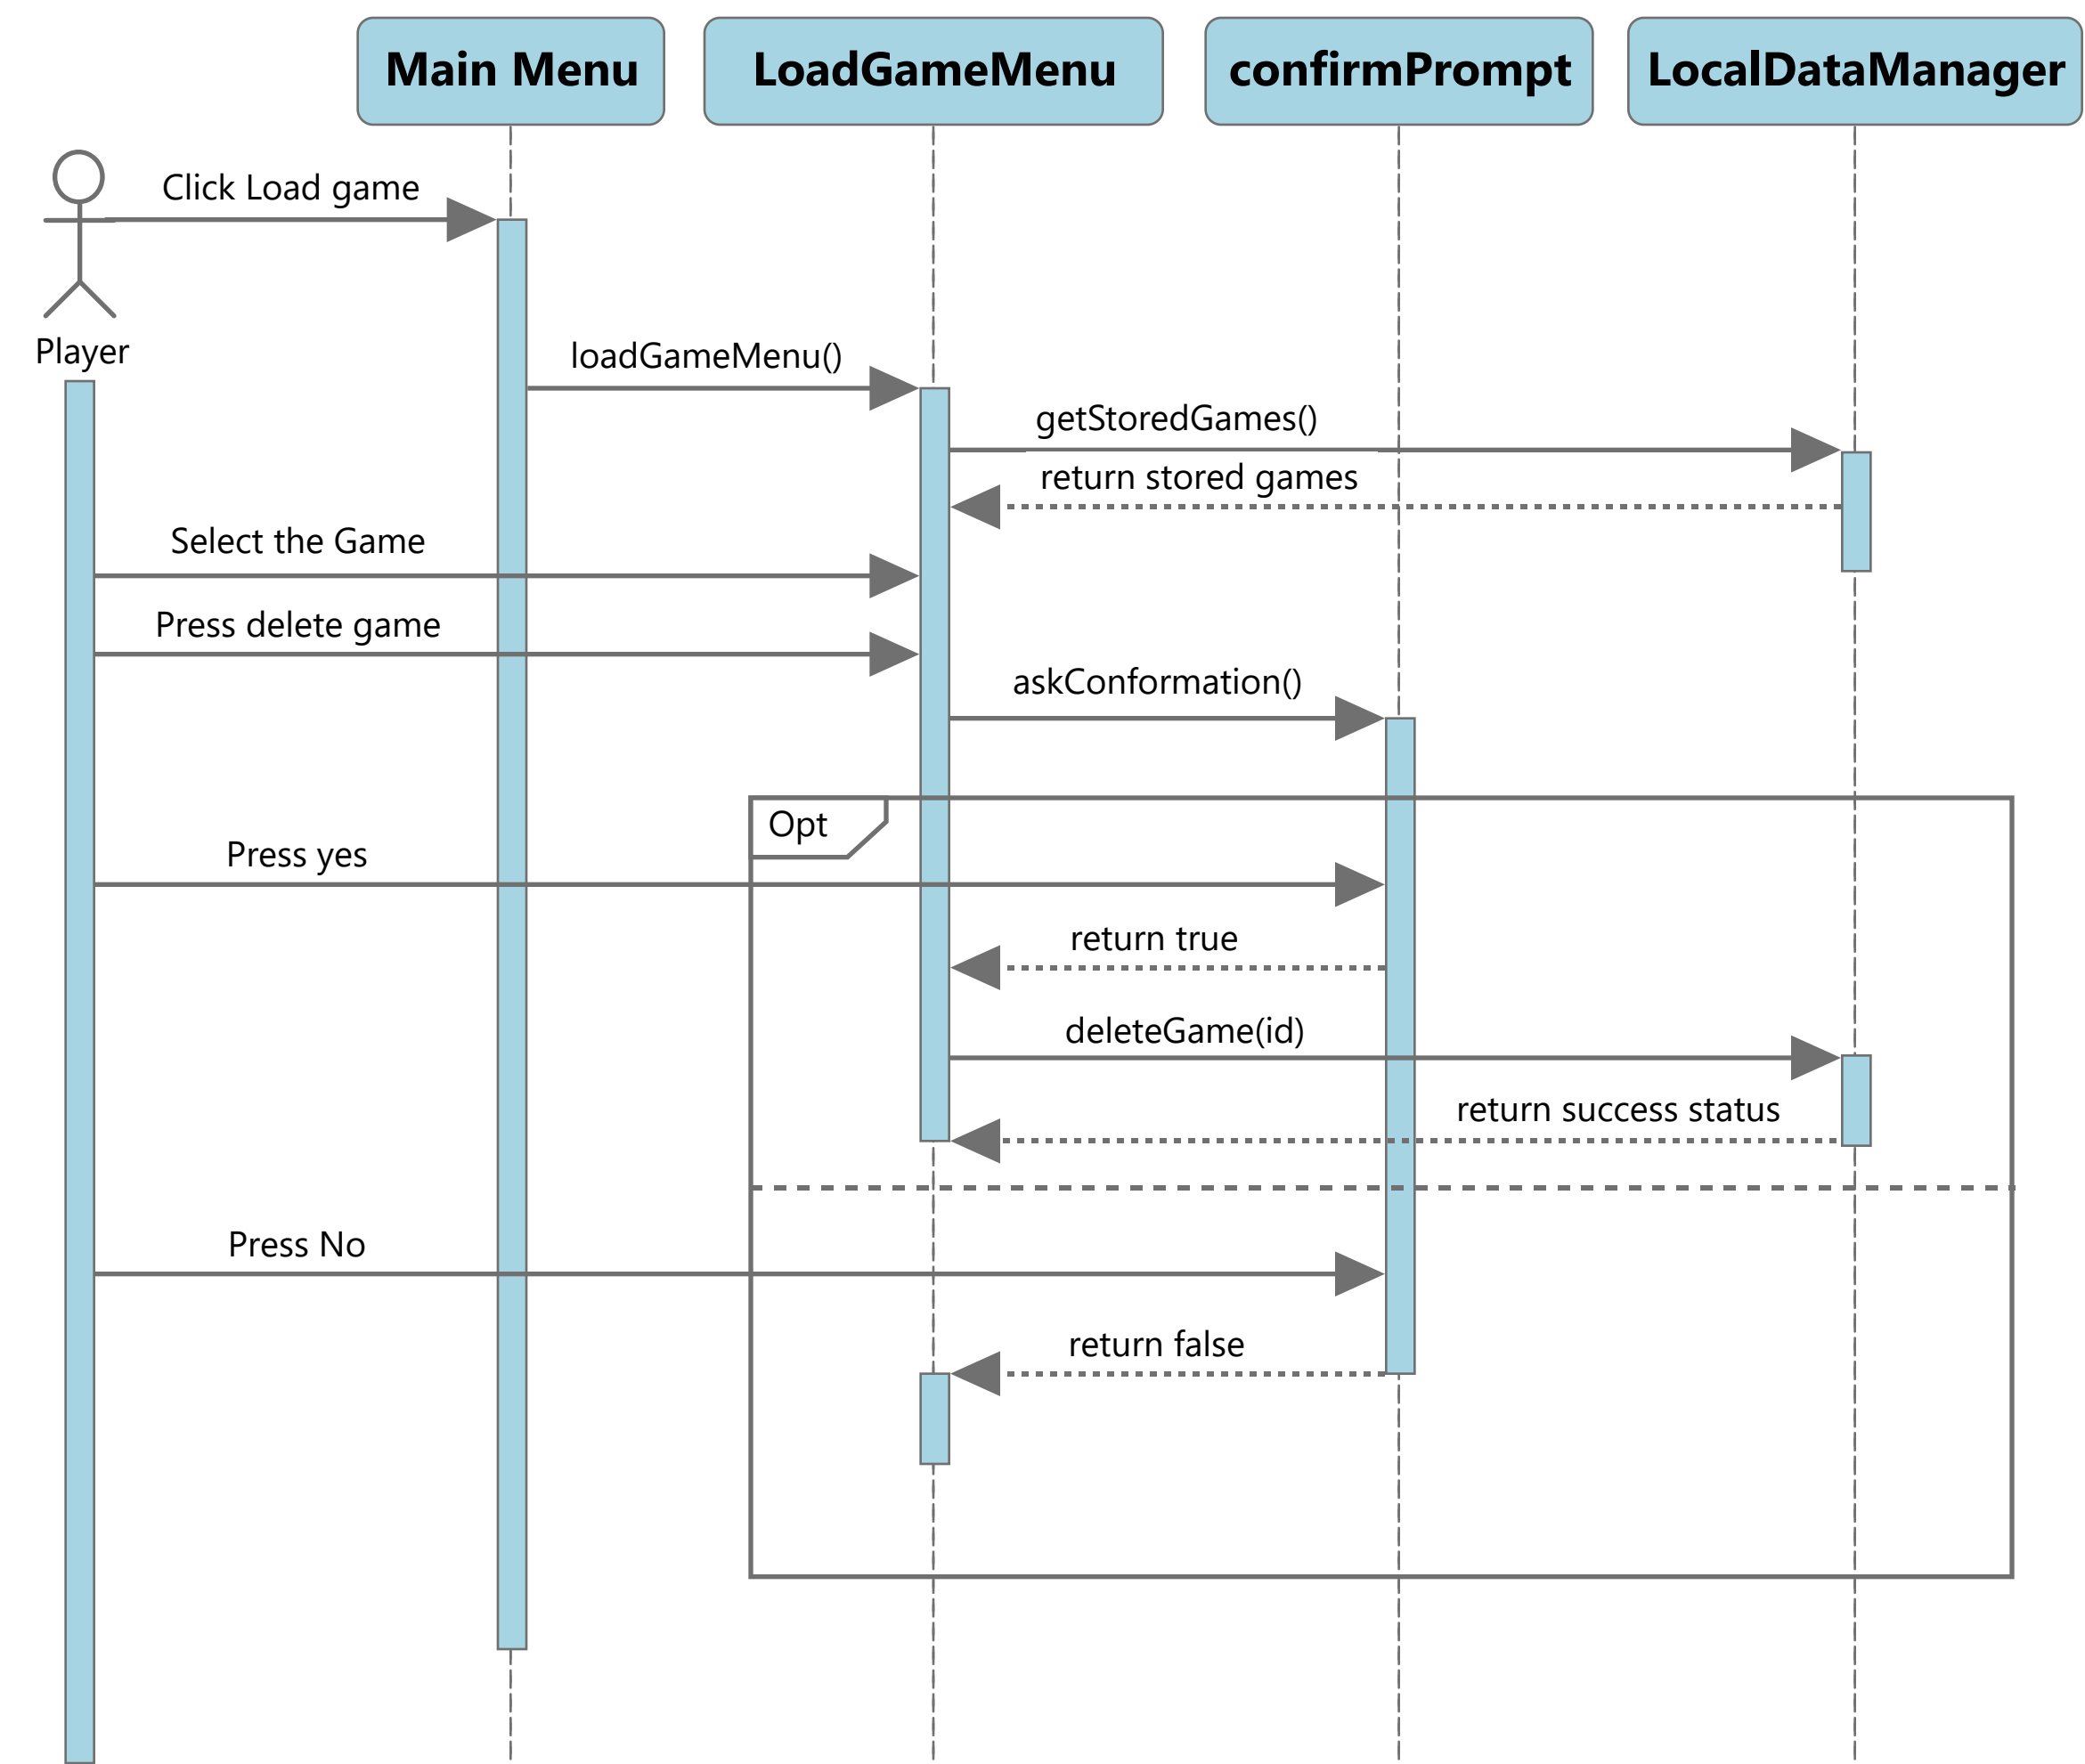 Main Menu
LoadGameMenu
confirmPrompt
LocalDataManager
Click Load game
Player
loadGameMenu()
getStoredGames()
return stored games
Select the Game
Press delete game
askConformation()
Opt
Press yes
return true
deleteGame(id)
return success status
Press No
return false